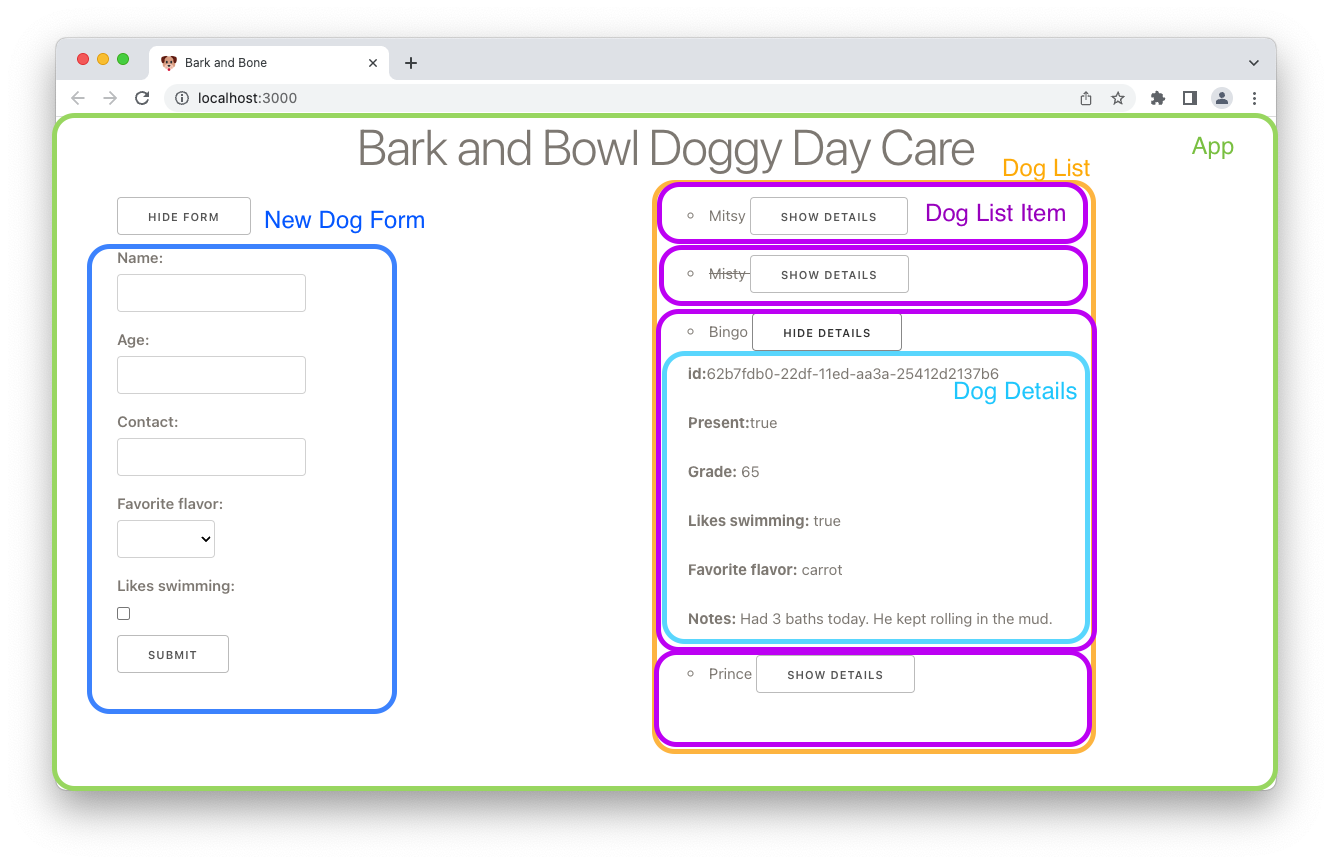 Bark and Bone
localhost:3000
Bark and Bowl Doggy Day Care
App
Dog List
HIDE FORM
New Dog Form
Name:
Age:
Contact:
Favorite flavor:
Likes swimming:
SUBMIT
Mitsy SHOW DETAILS
Dog List Item
Misty SHOW DETAILS
Bingo HIDE DETAILS
id:62b7fdb0-22df-11ed-aa3a-25412d2137b6
Dog Details
Present:true
Grade: 65
Likes swimming: true
Favorite flavor: carrot
Notes: Had 3 baths today. He kept rolling in the mud.
Prince SHOW DETAILS